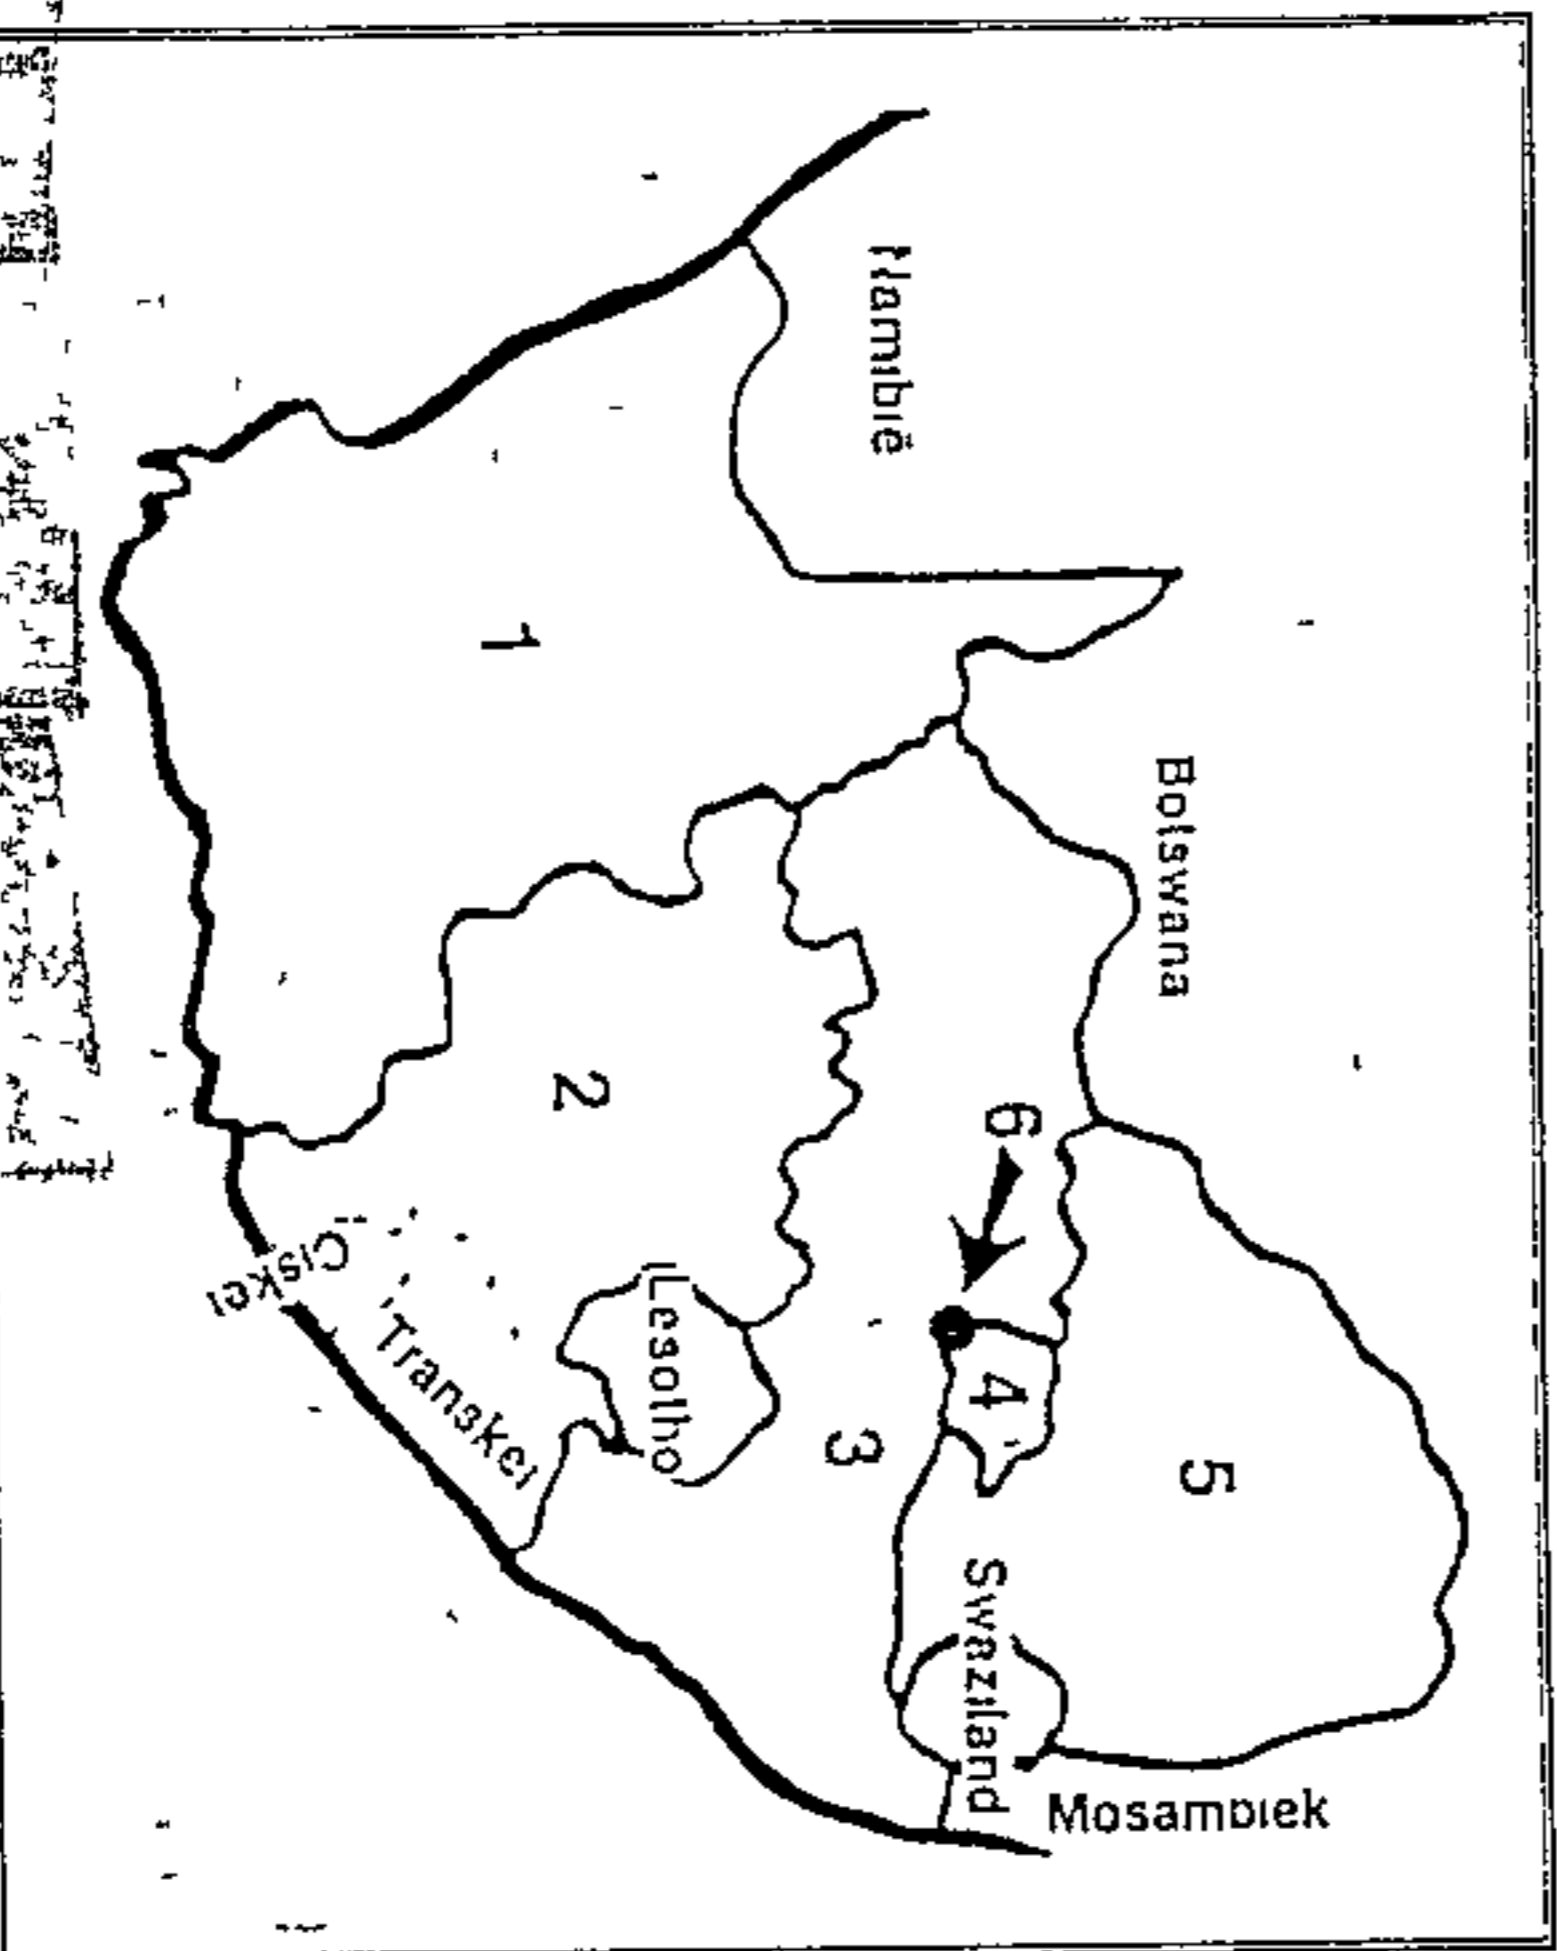 Namibië
Botswana
1
2
6
4
5
3
Lesotho
Ciskei
Transkei
Swaziland
Mosambiek